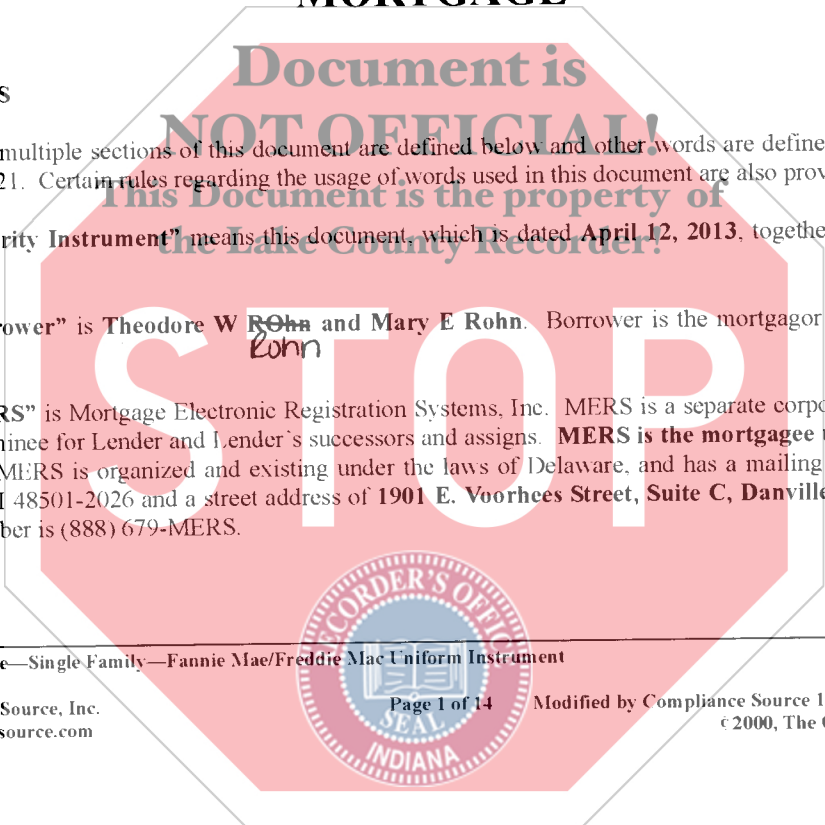 MORTGAGE
Document is
S
NOT OFFICIAL!
multiple sections of this document are defined below and other words are define
21. Certain rules regarding the usage of words used in this document are also prov
This Document is the property of
rity Instrument” means this document, which is dated April 12, 2013, togethe
the Lake County Recorder!
rower” is Theodore W ROhn and Mary E Rohn. Borrower is the mortgagor
Rohn
STOP
RS” is Mortgage Electronic Registration Systems, Inc. MERS is a separate corpo
ninee for Lender and Lender's successors and assigns. MERS is the mortgagee
MERS is organized and existing under the laws of Delaware, and has a mailing
I 48501-2026 and a street address of 1901 E. Voorhees Street, Suite C, Danville
ber is (888) 679-MERS.
RECORDER'S OFFICE
e—Single Family—Fannie Mae/Freddie Mac Uniform Instrument
Source, Inc. Page 1 of 14 Modified by Compliance Source 1
source.com © 2000, The
SEAL
INDIANA